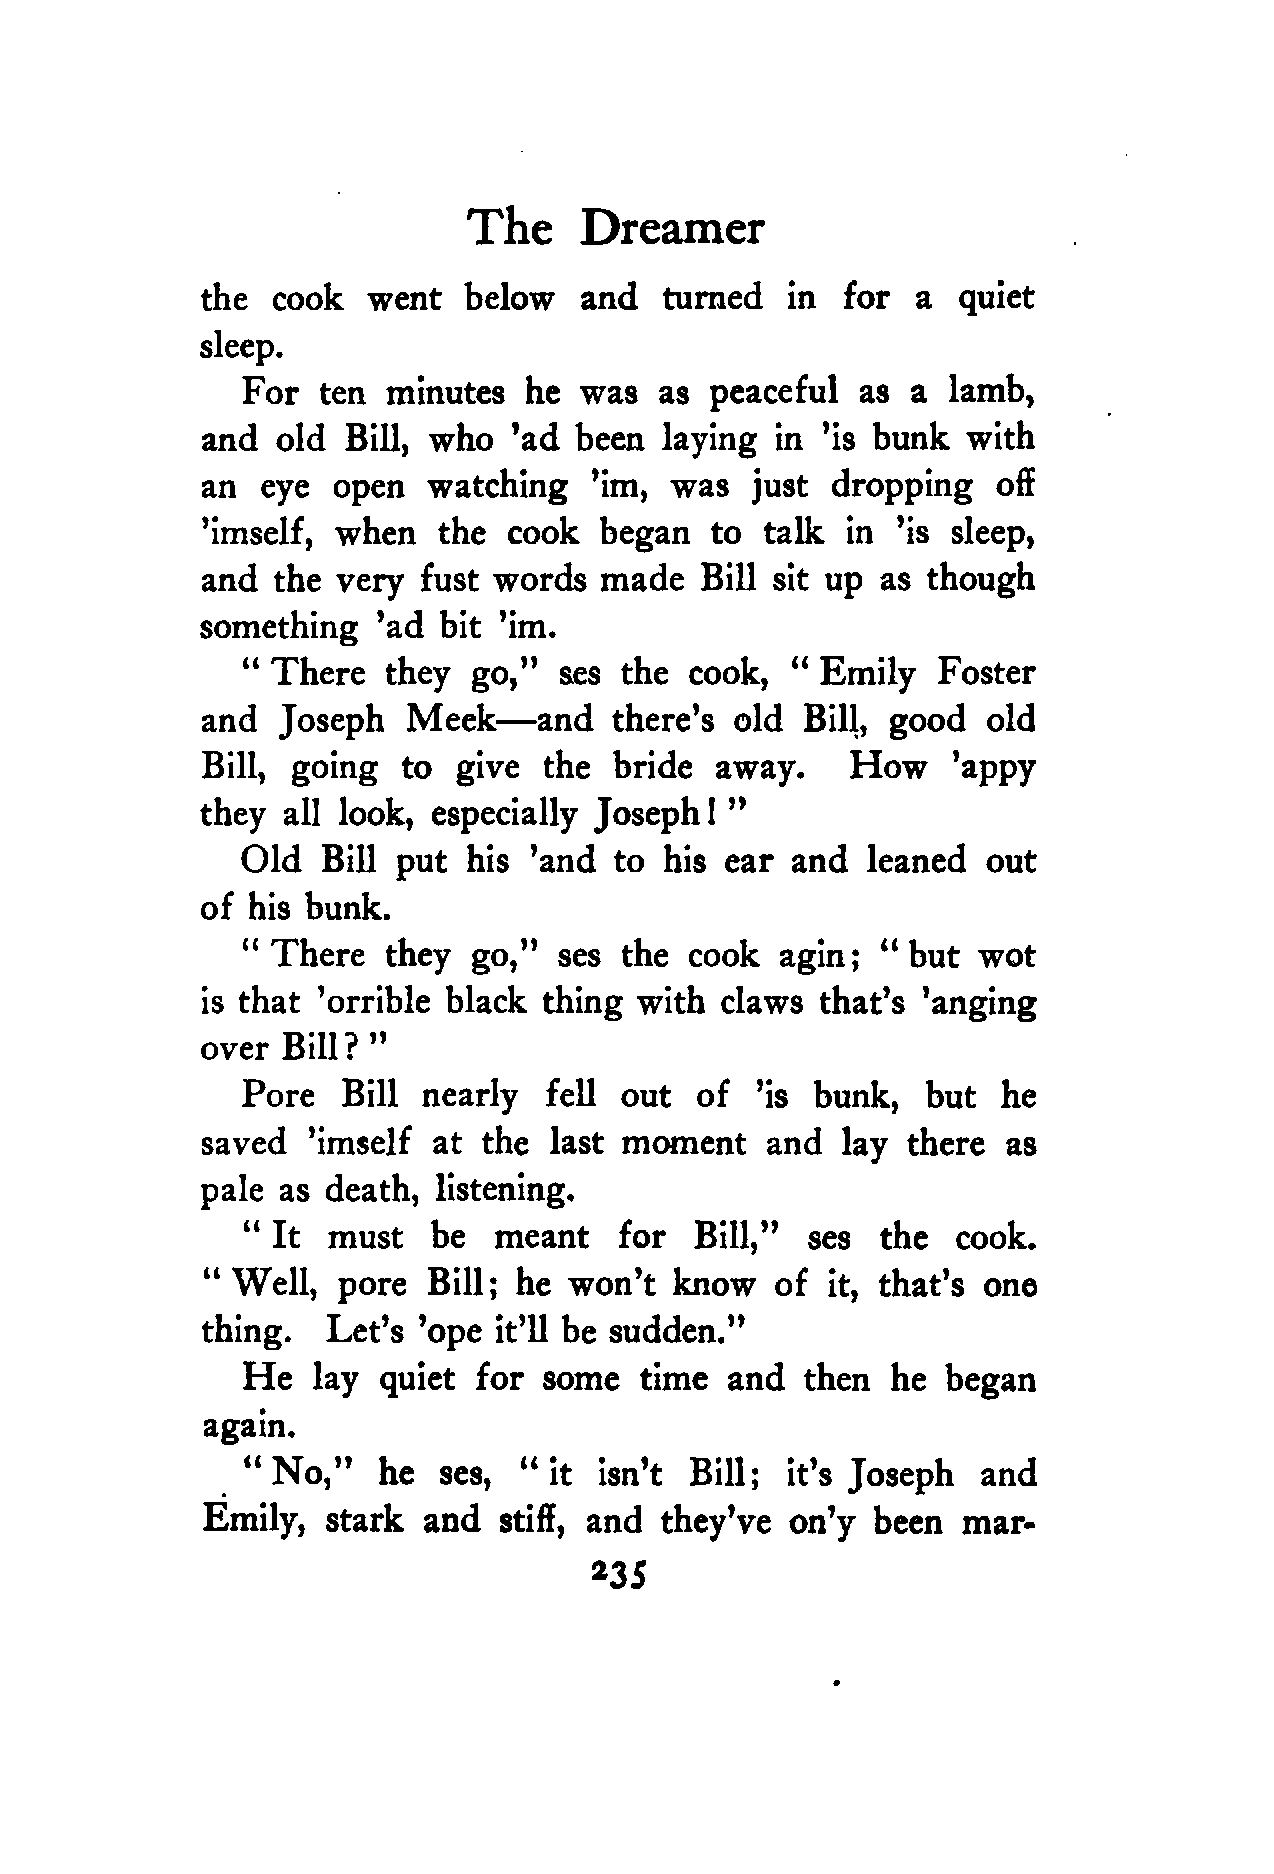 The Dreamer
the cook went below and turned in for a quiet
sleep.
For ten minutes he was as peaceful as a lamb,
and old Bill, who 'ad been laying in 'is bunk with
an eye open watching 'im, was just dropping off
'imself, when the cook began to talk in 'is sleep,
and the very fust words made Bill sit up as though
something 'ad bit 'im.
" There they go," ses the cook, " Emily Foster
and Joseph Meek—and there's old Bill, good old
Bill, going to give the bride away. How 'appy
they all look, especially Joseph! "
Old Bill put his 'and to his ear and leaned out
of his bunk.
" There they go," ses the cook agin; " but wot
is that 'orrible black thing with claws that's 'anging
over Bill? "
Pore Bill nearly fell out of 'is bunk, but he
saved 'imself at the last moment and lay there as
pale as death, listening.
" It must be meant for Bill," ses the cook.
" Well, pore Bill; he won't know of it, that's one
thing. Let's 'ope it'll be sudden."
He lay quiet for some time and then he began
again.
" No," he ses, " it isn't Bill; it's Joseph and
Emily, stark and stiff, and they've on'y been mar-
235